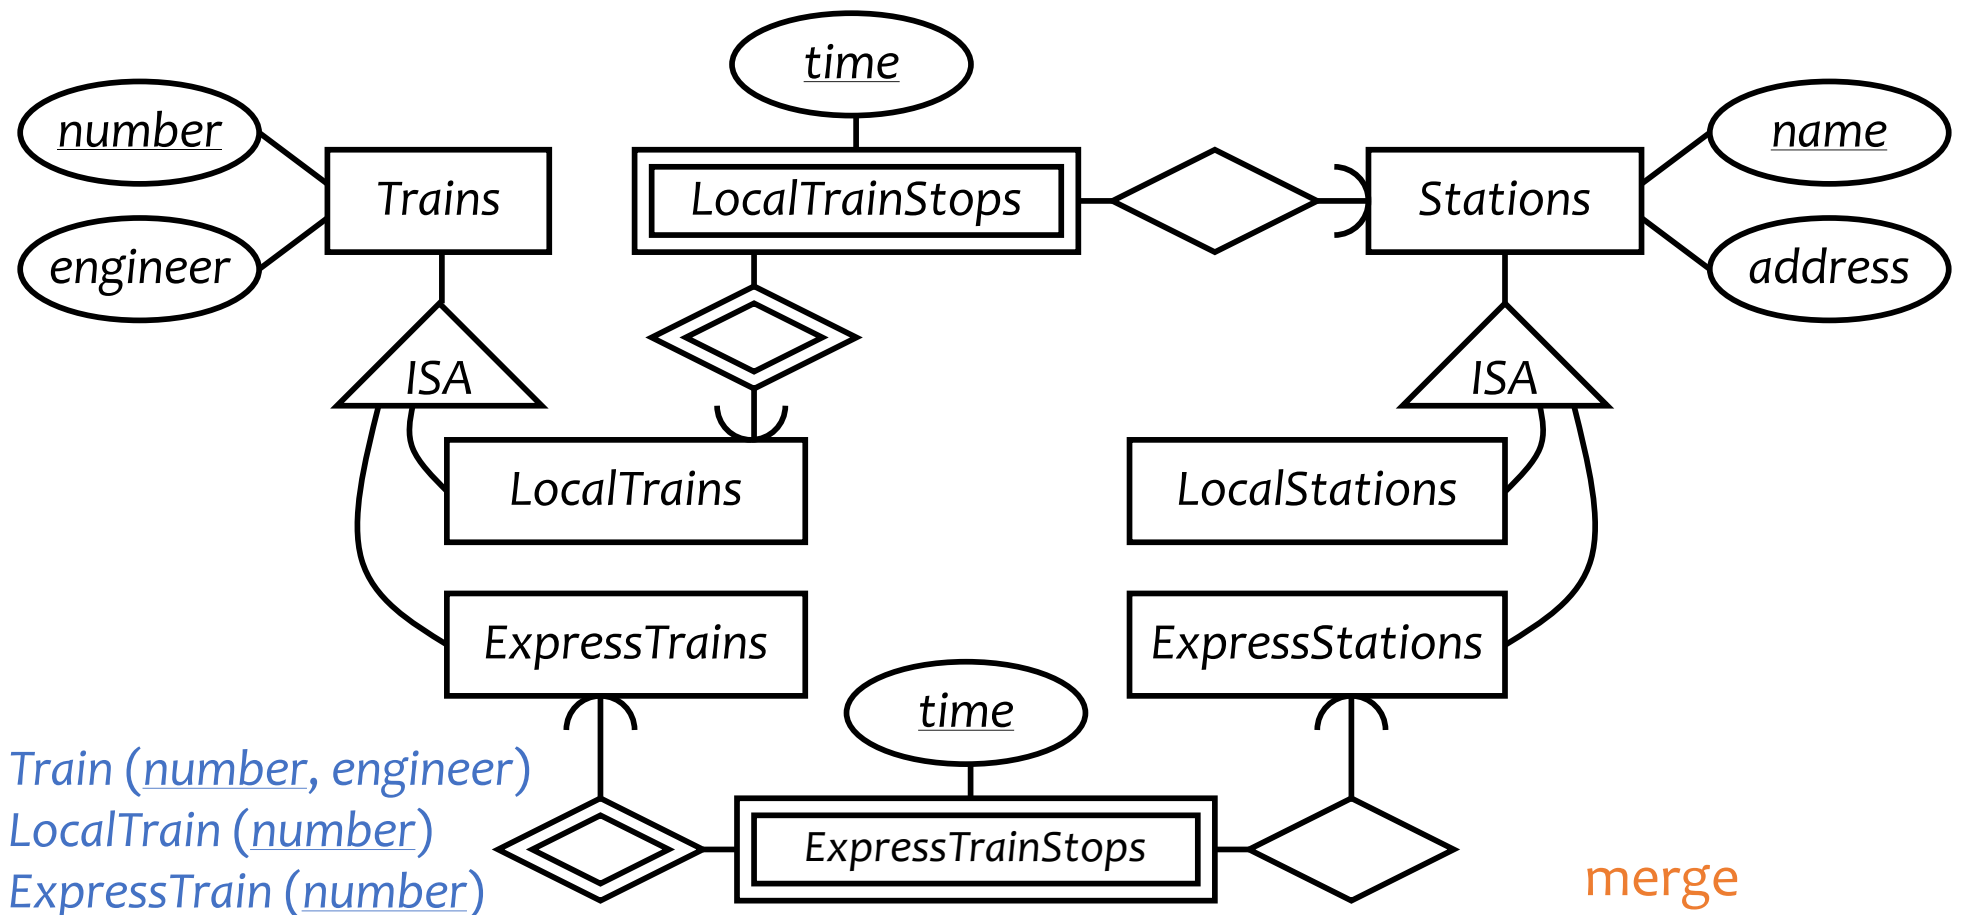 time
number
name
Trains
LocalTrainStops
Stations
engineer
address
ISA
ISA
LocalTrains
LocalStations
ExpressTrains
ExpressStations
time
Train (number, engineer)
LocalTrain (number)
ExpressTrainStops
ExpressTrain (number)
merge